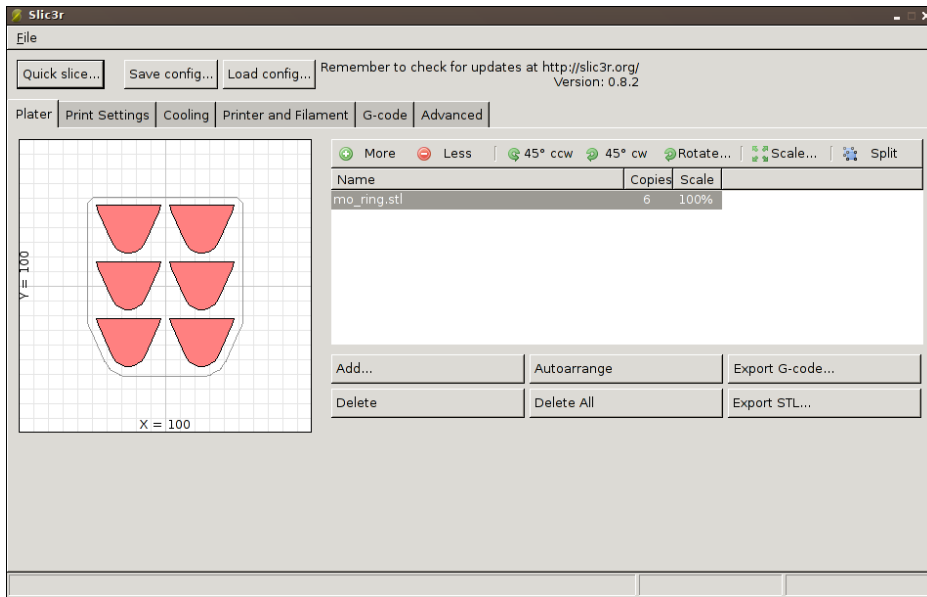 Slic3r
File
Quick slice... Save config... Load config... Remember to check for updates at http://slic3r.org/
Version: 0.8.2
Plater Print Settings Cooling Printer and Filament G-code Advanced
More Less 45° ccw 45° cw Rotate... Scale... Split
Name Copies Scale
mo_ring.stl 6 100%
Y = 100
X = 100
Add... Autoarrange Export G-code...
Delete Delete All Export STL...